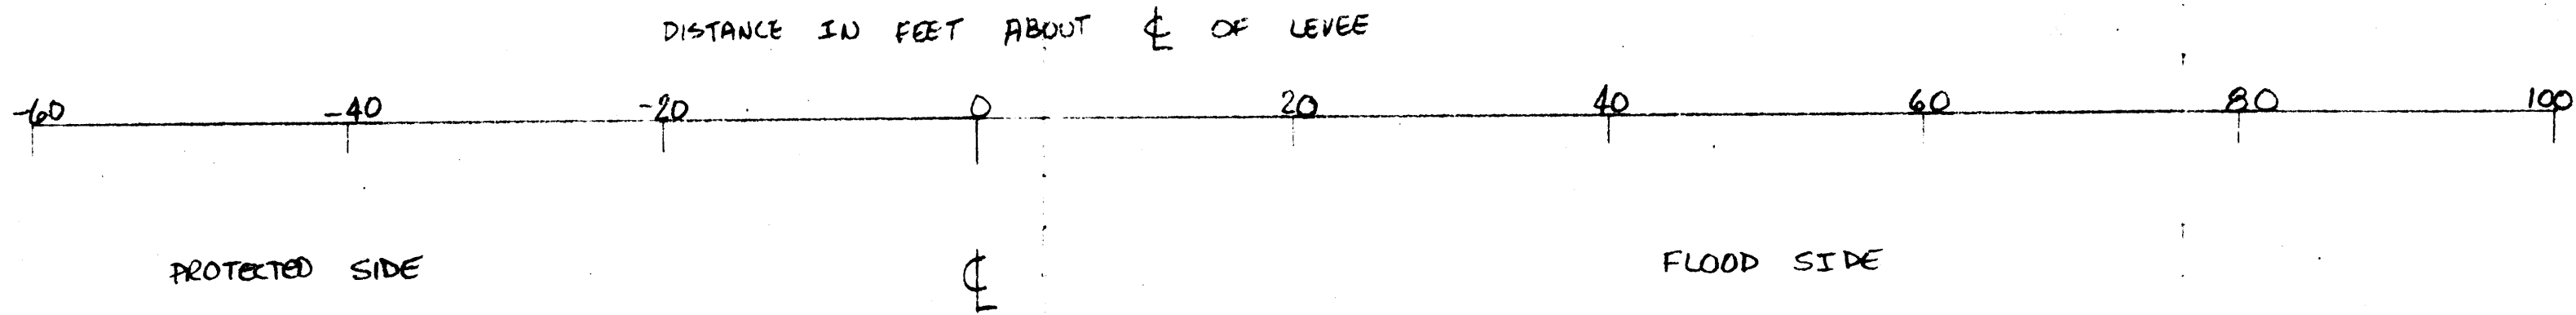 DISTANCE IN FEET ABOUT ℄ OF LEVEE
-60 -40 -20 0 20 40 60 80 100
PROTECTED SIDE ℄ FLOOD SIDE